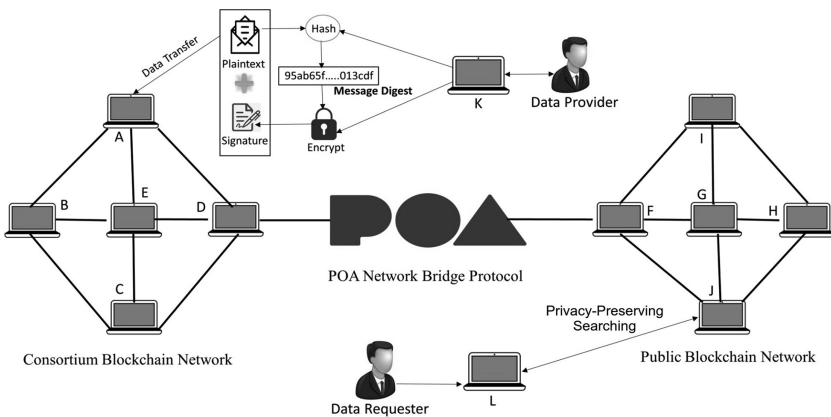 Data Transfer
Plaintext
Hash
95ab65f.....013cdf
Message Digest
Signature
Encrypt
K
Data Provider
A
B
E
D
C
Consortium Blockchain Network
POA
POA Network Bridge Protocol
I
G
F
H
J
Public Blockchain Network
Privacy-Preserving
Searching
L
Data Requester